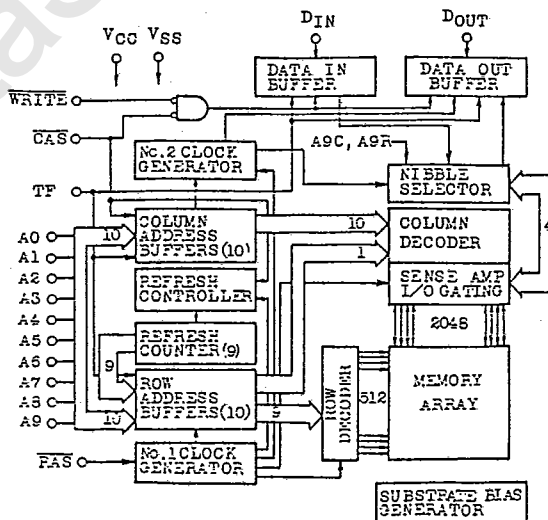 DIN
DOUT
VCC VSS
DATA IN
BUFFER
DATA OUT
BUFFER
WRITE
CAS
A9C, A9R
No.2 CLOCK
GENERATOR
NIBBLE
SELECTOR
TF
10
COLUMN
ADDRESS
BUFFERS(10)
10
COLUMN
DECODER
4
1
A0
A1
A2
A3
A4
A5
A6
A7
A8
A9
REFRESH
CONTROLLER
SENSE AMP
I/O GATING
REFRESH
COUNTER(9)
2048
9
ROW
ADDRESS
BUFFERS(10)
9
ROW
DECODER
512
MEMORY
ARRAY
10
RAS
No.1 CLOCK
GENERATOR
SUBSTRATE BIAS
GENERATOR